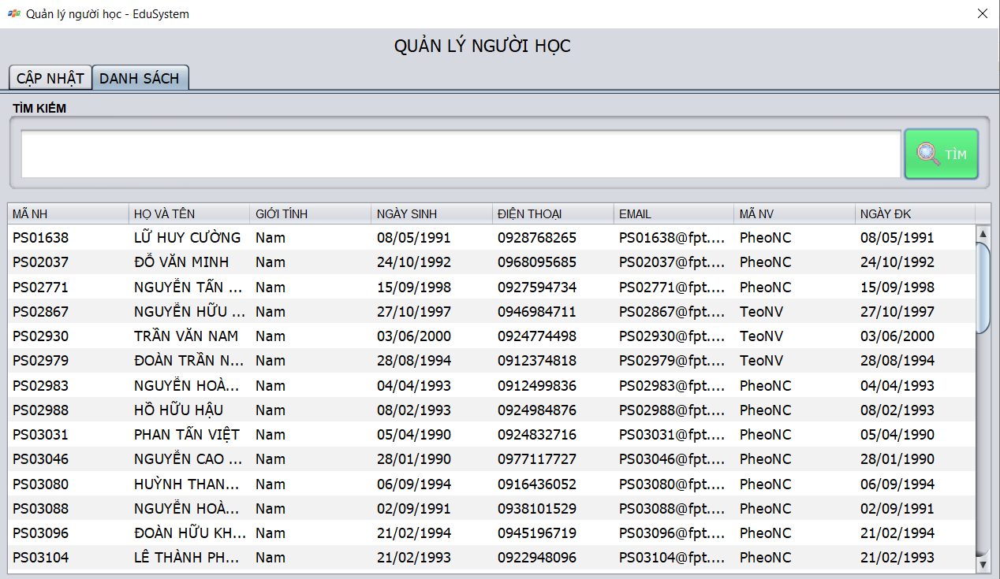 Quản lý người học - EduSystem
QUẢN LÝ NGƯỜI HỌC
CẬP NHẬT DANH SÁCH
TÌM KIẾM
TÌM
MÃ NH HỌ VÀ TÊN GIỚI TÍNH NGÀY SINH ĐIỆN THOẠI EMAIL MÃ NV NGÀY ĐK
PS01638 LỮ HUY CƯỜNG Nam 08/05/1991 0928768265 PS01638@fpt.... PheoNC 08/05/1991
PS02037 ĐỖ VĂN MINH Nam 24/10/1992 0968095685 PS02037@fpt.... PheoNC 24/10/1992
PS02771 NGUYỄN TẤN ... Nam 15/09/1998 0927594734 PS02771@fpt.... PheoNC 15/09/1998
PS02867 NGUYỄN HỮU ... Nam 27/10/1997 0946984711 PS02867@fpt.... TeoNV 27/10/1997
PS02930 TRẦN VĂN NAM Nam 03/06/2000 0924774498 PS02930@fpt.... TeoNV 03/06/2000
PS02979 ĐOÀN TRẦN N... Nam 28/08/1994 0912374818 PS02979@fpt.... TeoNV 28/08/1994
PS02983 NGUYỄN HOÀ... Nam 04/04/1993 0912499836 PS02983@fpt.... PheoNC 04/04/1993
PS02988 HỒ HỮU HẬU Nam 08/02/1993 0924984876 PS02988@fpt.... PheoNC 08/02/1993
PS03031 PHAN TẤN VIỆT Nam 05/04/1990 0924832716 PS03031@fpt.... PheoNC 05/04/1990
PS03046 NGUYỄN CAO ... Nam 28/01/1990 0977117727 PS03046@fpt.... PheoNC 28/01/1990
PS03080 HUỲNH THAN... Nam 06/09/1994 0916436052 PS03080@fpt.... PheoNC 06/09/1994
PS03088 NGUYỄN HOÀ... Nam 02/09/1991 0938101529 PS03088@fpt.... PheoNC 02/09/1991
PS03096 ĐOÀN HỮU KH... Nam 21/02/1994 0945196719 PS03096@fpt.... PheoNC 21/02/1994
PS03104 LÊ THÀNH PH... Nam 21/02/1993 0922948096 PS03104@fpt.... PheoNC 21/02/1993